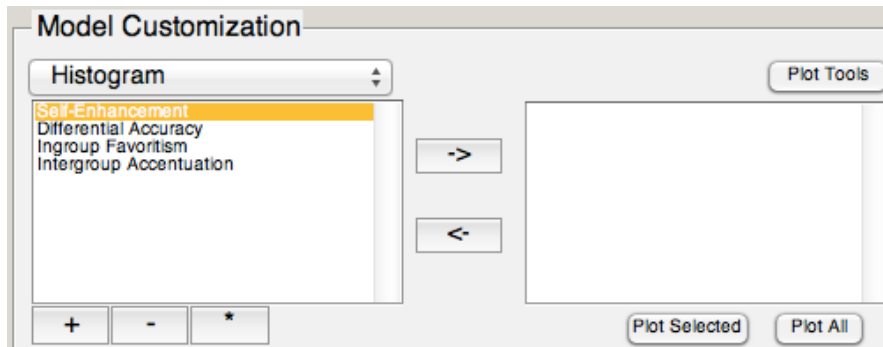 Model Customization
Histogram
Plot Tools
Self-Enhancement
Differential Accuracy
Ingroup Favoritism
Intergroup Accentuation
->
<-
+ - *
Plot Selected Plot All